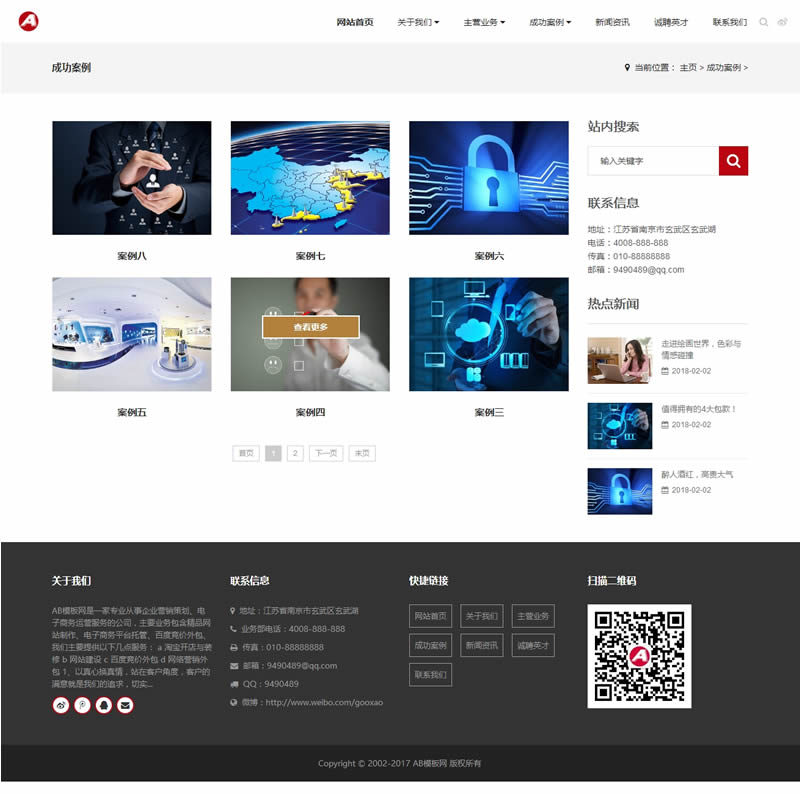 网站首页 关于我们 主营业务 成功案例 新闻资讯 诚聘英才 联系我们
成功案例
当前位置： 主页 > 成功案例 >
案例八
案例七
案例六
案例五
查看更多
案例四
案例三
首页 1 2 下一页 末页
站内搜索
输入关键字
联系信息
地址：江苏省南京市玄武区玄武湖
电话：4008-888-888
传真：010-88888888
邮箱：9490489@qq.com
热点新闻
走进绘画世界，色彩与
情感碰撞
2018-02-02
值得拥有的4大包款！
2018-02-02
醉人酒红，高贵大气
2018-02-02
关于我们
AB模板网是一家专业从事企业营销策划、电
子商务运营服务的公司，主要业务包含精品网
站制作、电子商务平台托管、百度竞价外包、
我们主要提供以下几点服务： a 淘宝开店与装
修 b 网站建设 c 百度竞价外包 d 网络营销外
包 1、以真心换真情，站在客户角度，客户的
满意就是我们的追求，切实...
联系信息
地址：江苏省南京市玄武区玄武湖
业务部电话：4008-888-888
传真：010-88888888
邮箱：9490489@qq.com
QQ：9490489
微博：http://www.weibo.com/gooxao
快捷链接
网站首页 关于我们 主营业务
成功案例 新闻资讯 诚聘英才
联系我们
扫描二维码
Copyright © 2002-2017 AB模板网 版权所有